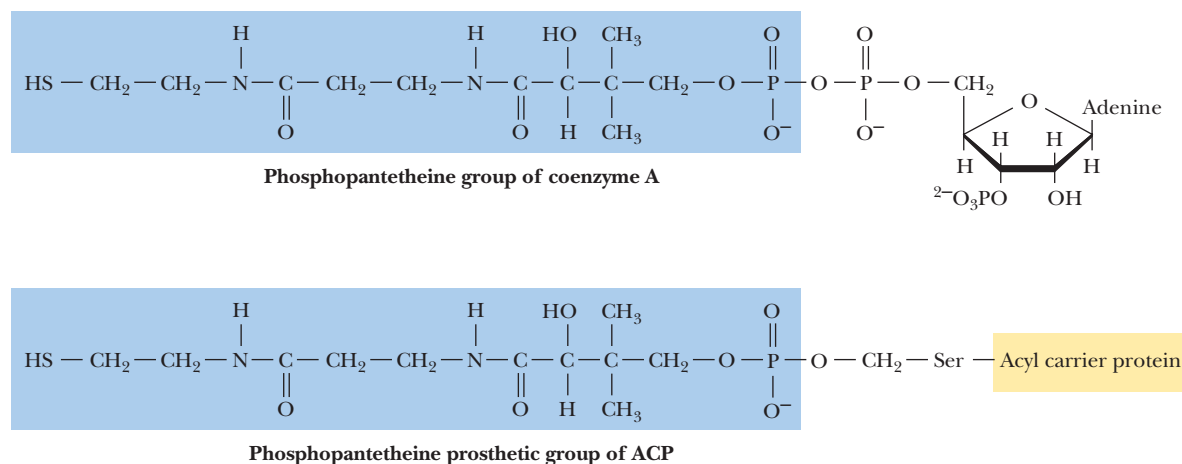 H H HO CH₃ O O
HS — CH₂ — CH₂ — N — C — CH₂ — CH₂ — N — C — C — C — CH₂ — O — P — O — P — O — CH₂
O O H CH₃ O⁻ O⁻ O Adenine
H H H H
²⁻O₃PO OH
Phosphopantetheine group of coenzyme A
H H HO CH₃ O
HS — CH₂ — CH₂ — N — C — CH₂ — CH₂ — N — C — C — C — CH₂ — O — P — O — CH₂ — Ser — Acyl carrier protein
O O H CH₃ O⁻
Phosphopantetheine prosthetic group of ACP